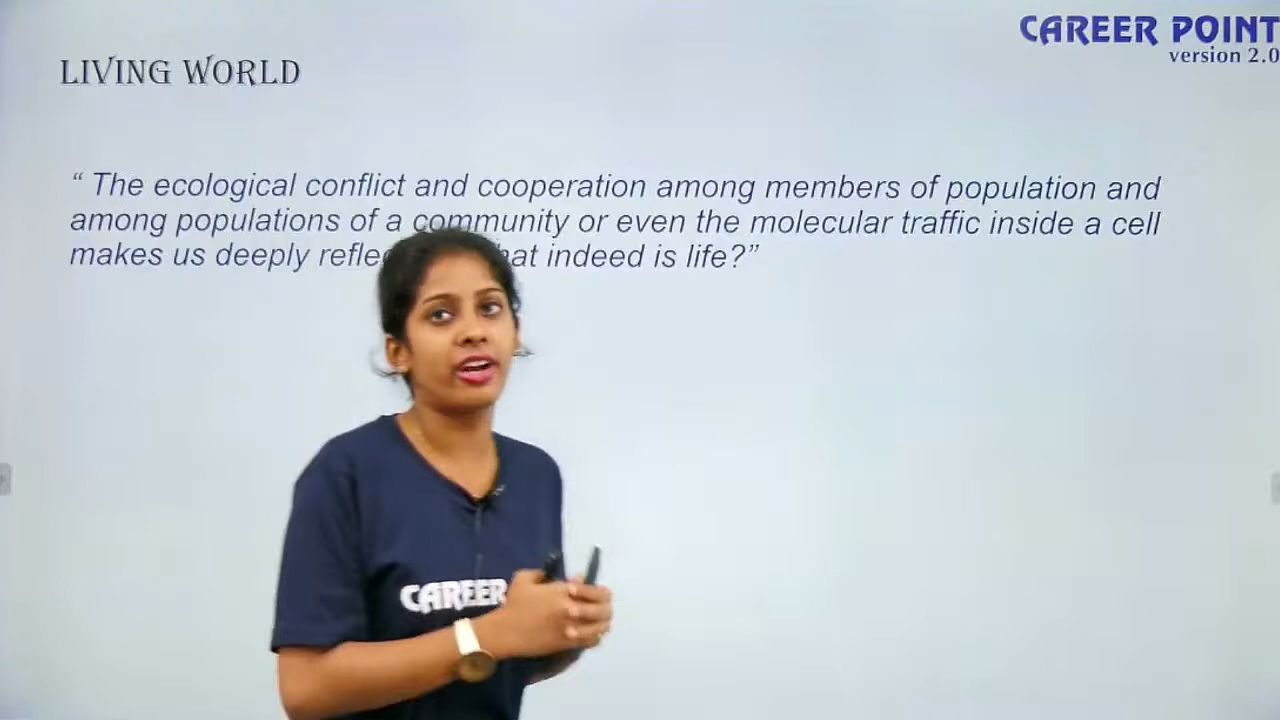 CAREER POINT
version 2.0
LIVING WORLD
“ The ecological conflict and cooperation among members of population and
among populations of a community or even the molecular traffic inside a cell
makes us deeply indeed is life?”
CAREER